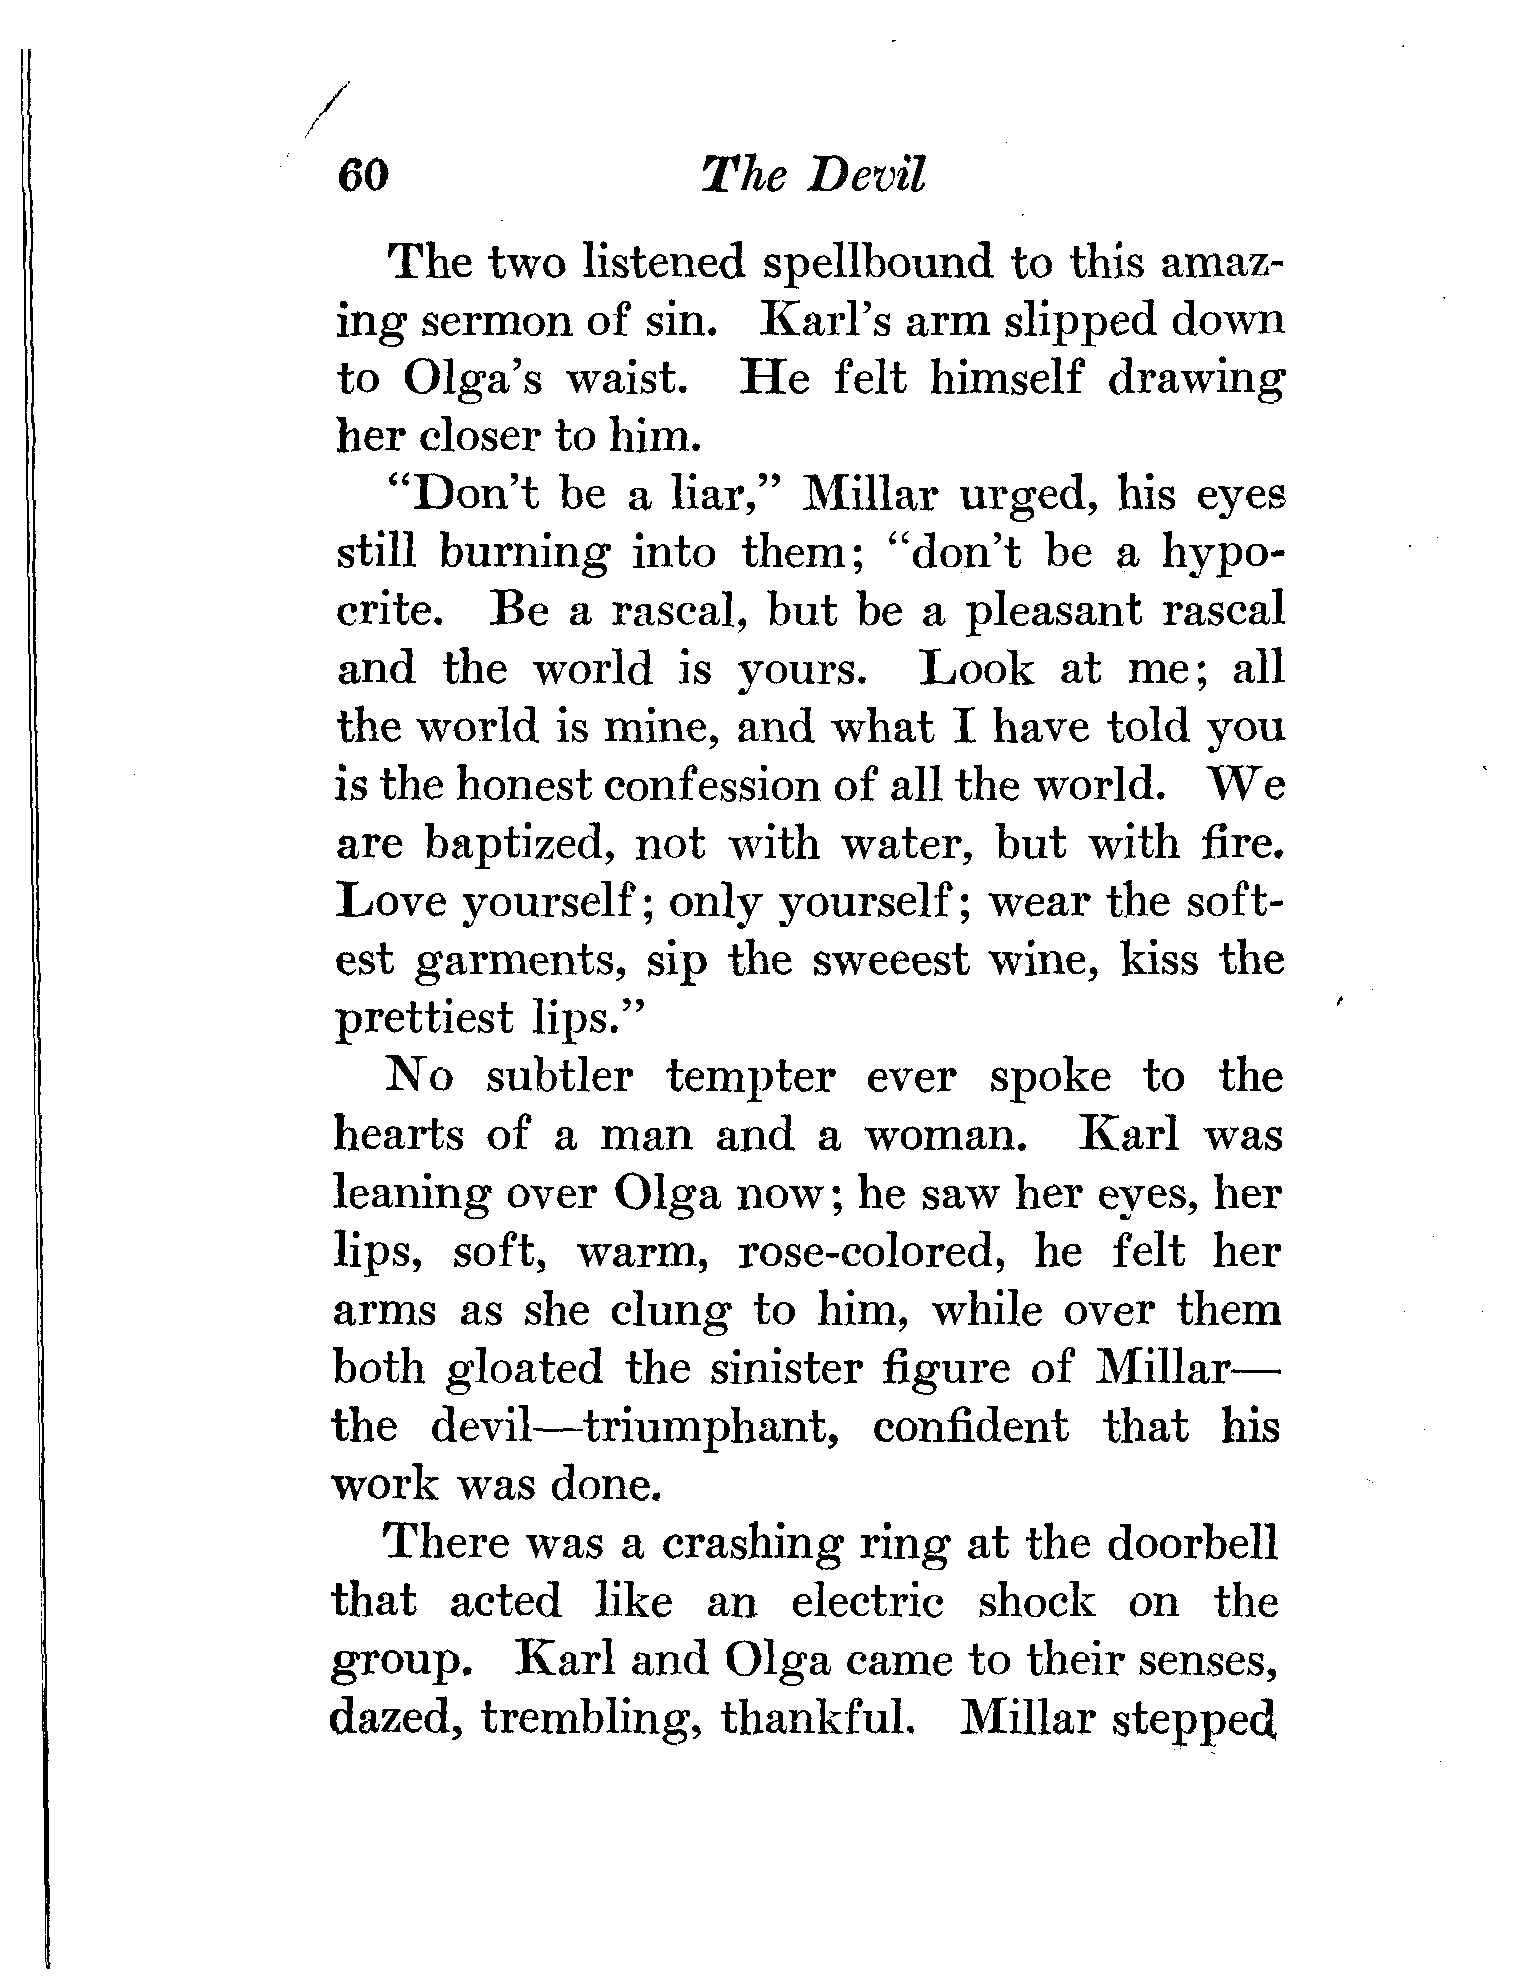 60 The Devil
The two listened spellbound to this amaz-
ing sermon of sin. Karl's arm slipped down
to Olga's waist. He felt himself drawing
her closer to him.
“Don't be a liar,” Millar urged, his eyes
still burning into them; “don't be a hypo-
crite. Be a rascal, but be a pleasant rascal
and the world is yours. Look at me; all
the world is mine, and what I have told you
is the honest confession of all the world. We
are baptized, not with water, but with fire.
Love yourself; only yourself; wear the soft-
est garments, sip the sweeest wine, kiss the
prettiest lips.”
No subtler tempter ever spoke to the
hearts of a man and a woman. Karl was
leaning over Olga now; he saw her eyes, her
lips, soft, warm, rose-colored, he felt her
arms as she clung to him, while over them
both gloated the sinister figure of Millar—
the devil—triumphant, confident that his
work was done.
There was a crashing ring at the doorbell
that acted like an electric shock on the
group. Karl and Olga came to their senses,
dazed, trembling, thankful. Millar stepped